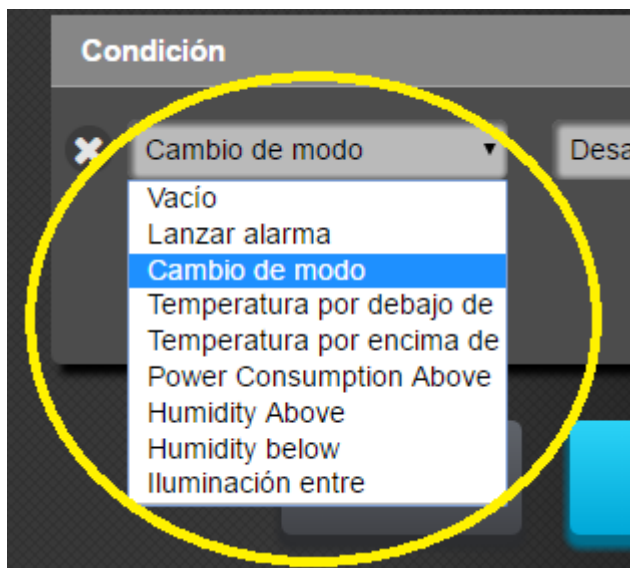 Condición
Cambio de modo
Desa
Vacío
Lanzar alarma
Cambio de modo
Temperatura por debajo de
Temperatura por encima de
Power Consumption Above
Humidity Above
Humidity below
Iluminación entre